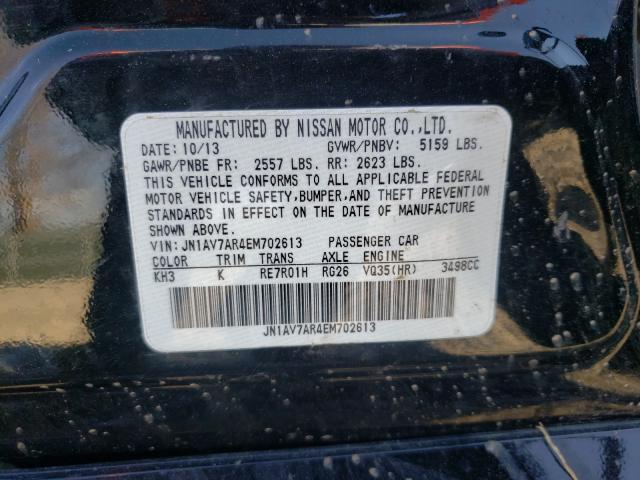 MANUFACTURED BY NISSAN MOTOR CO.,LTD.
DATE: 10/13 GVWR/PNBV: 5159 LBS.
GAWR/PNBE FR: 2557 LBS. RR: 2623 LBS.
THIS VEHICLE CONFORMS TO ALL APPLICABLE FEDERAL
MOTOR VEHICLE SAFETY,BUMPER,AND THEFT PREVENTION
STANDARDS IN EFFECT ON THE DATE OF MANUFACTURE
SHOWN ABOVE.
VIN: JN1AV7AR4EM702613 PASSENGER CAR
COLOR TRIM TRANS AXLE ENGINE
KH3 K RE7R01H RG26 VQ35(HR) 3498CC
JN1AV7AR4EM702613